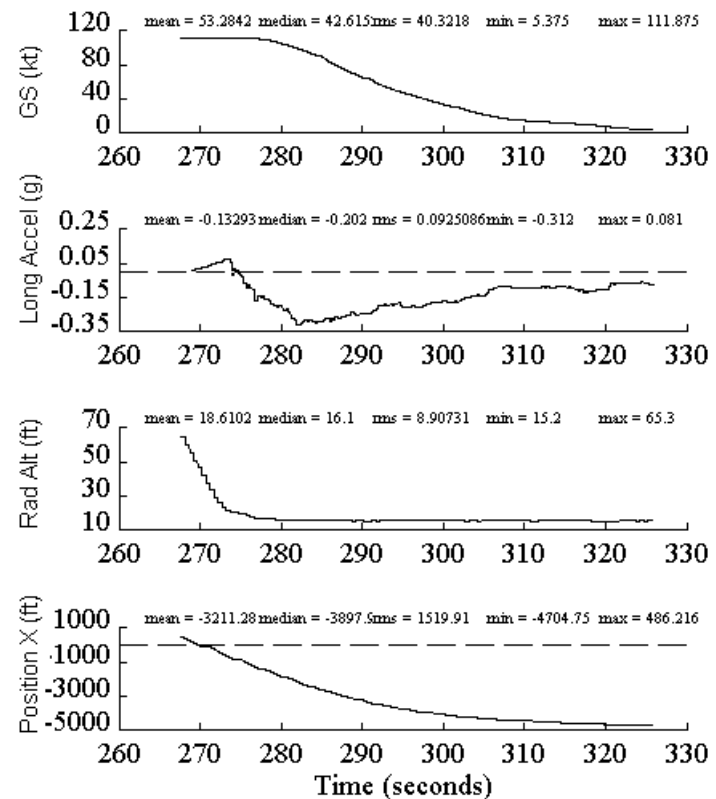 120 mean = 53.2842 median = 42.615 rms = 40.3218 min = 5.375 max = 111.875
80
40
0
GS (kt)
260 270 280 290 300 310 320 330
0.25 mean = -0.13293 median = -0.202 rms = 0.0925086 min = -0.312 max = 0.081
0.05
-0.15
-0.35
Long Accel (g)
260 270 280 290 300 310 320 330
70 mean = 18.6102 median = 16.1 rms = 8.90731 min = 15.2 max = 65.3
50
30
10
Rad Alt (ft)
260 270 280 290 300 310 320 330
1000 mean = -3211.28 median = -3897.9 rms = 1519.91 min = -4704.75 max = 486.216
-1000
-3000
-5000
Position X (ft)
260 270 280 290 300 310 320 330
Time (seconds)